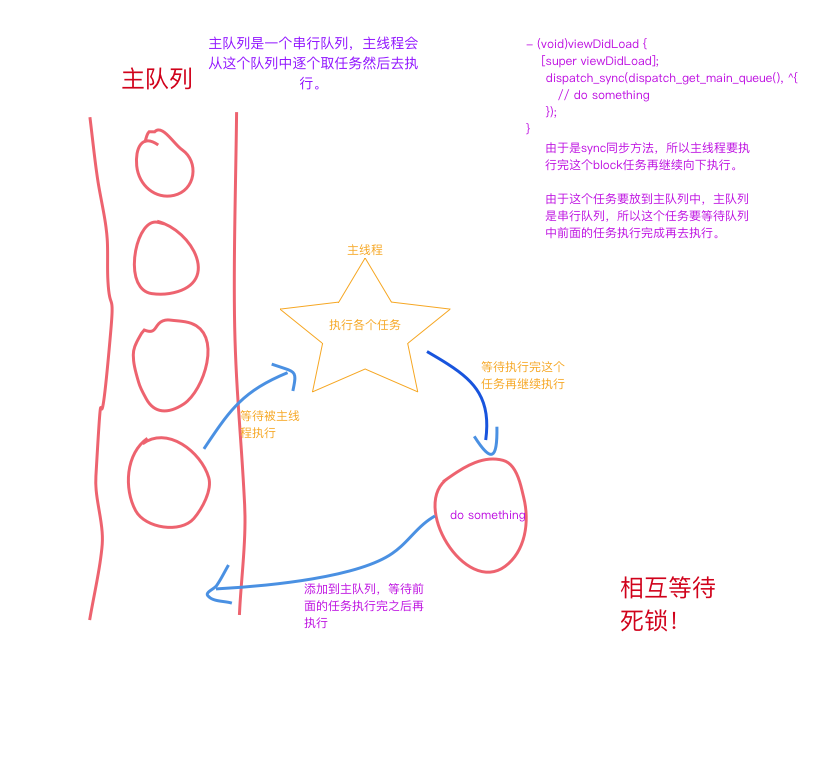 主队列
主队列是一个串行队列，主线程会
从这个队列中逐个取任务然后去执
行。
- (void)viewDidLoad {
[super viewDidLoad];
dispatch_sync(dispatch_get_main_queue(), ^{
// do something
});
}
由于是sync同步方法，所以主线程要执
行完这个block任务再继续向下执行。
由于这个任务要放到主队列中，主队列
是串行队列，所以这个任务要等待队列
中前面的任务执行完成再去执行。
主线程
执行各个任务
等待执行完这个
任务再继续执行
等待被主线
程执行
do something
添加到主队列，等待前
面的任务执行完之后再
执行
相互等待
死锁！